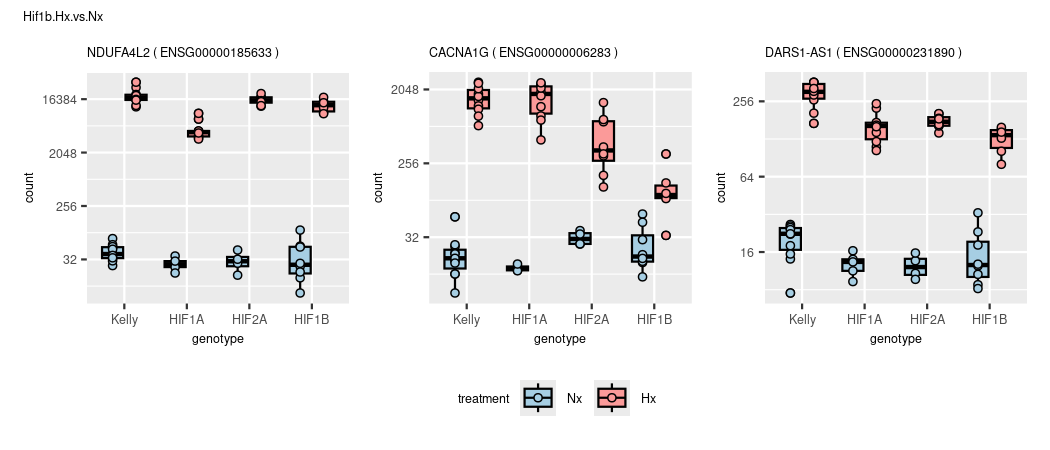 Hif1b.Hx.vs.Nx
NDUFA4L2 ( ENSG00000185633 )
16384
2048
256
32
count
Kelly HIF1A HIF2A HIF1B
genotype
CACNA1G ( ENSG00000006283 )
2048
256
32
count
Kelly HIF1A HIF2A HIF1B
genotype
DARS1-AS1 ( ENSG00000231890 )
256
64
16
count
Kelly HIF1A HIF2A HIF1B
genotype
treatment Nx Hx